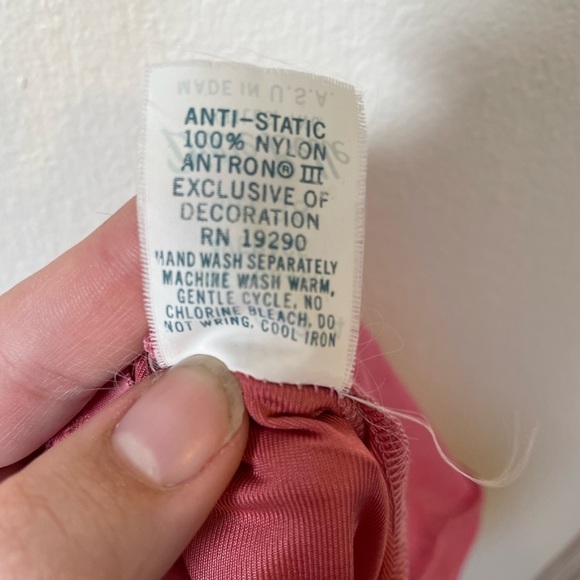 MADE IN U.S.A.
ANTI-STATIC
100% NYLON
ANTRON® III
EXCLUSIVE OF
DECORATION
RN 19290
HAND WASH SEPARATELY
MACHINE WASH WARM,
GENTLE CYCLE, NO
CHLORINE BLEACH, DO
NOT WRING, COOL IRON